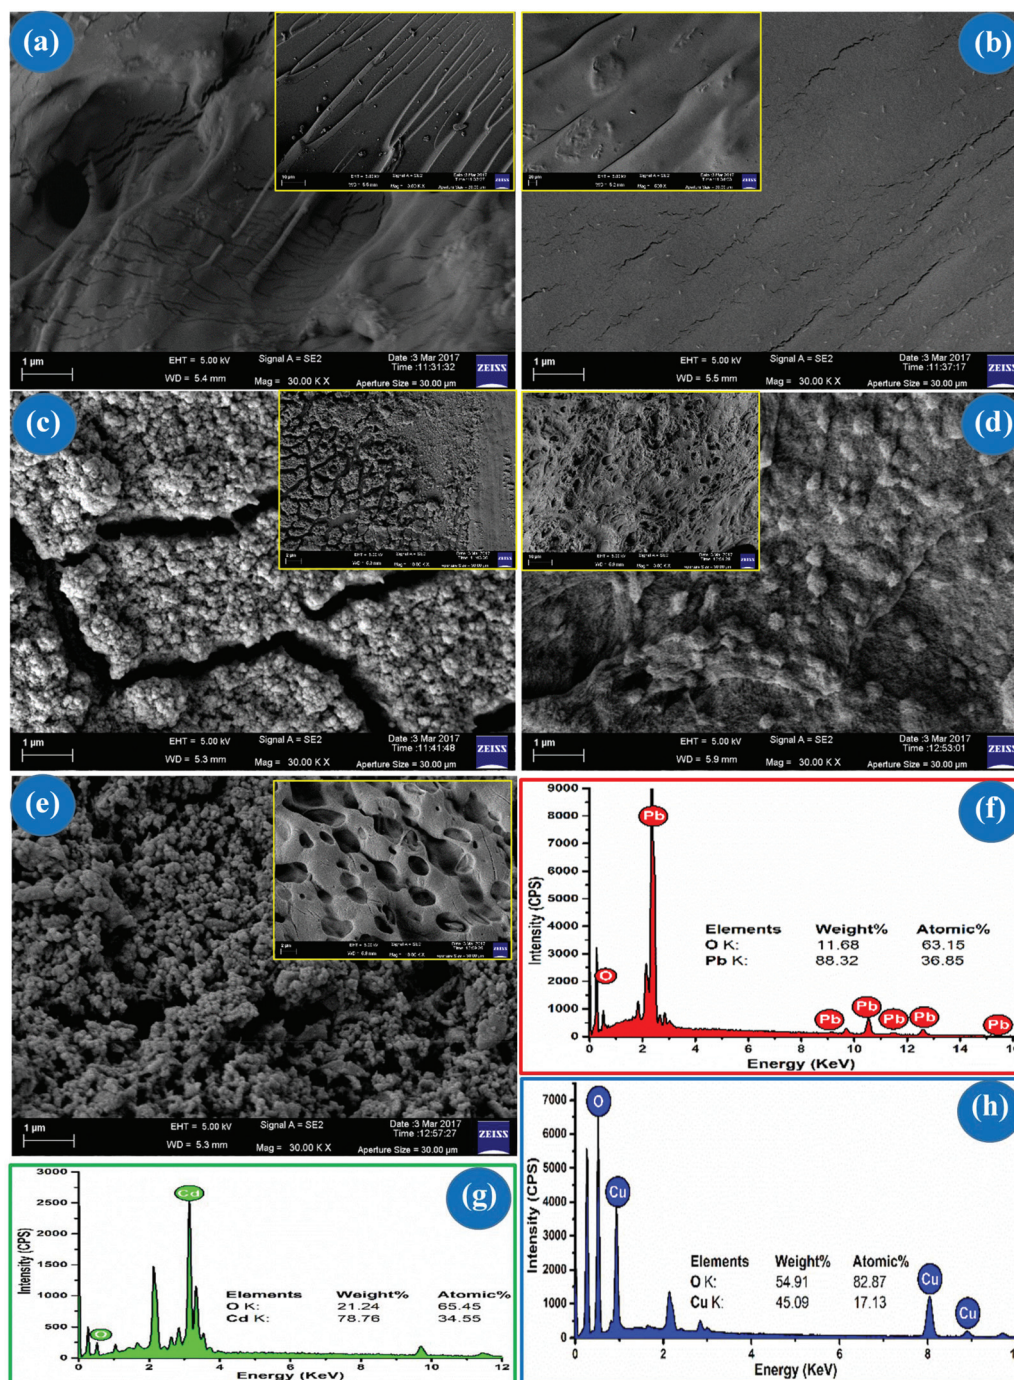 (a)
ZEISS
1 µm
EHT = 5.00 kV
Signal A = SE2
Date :3 Mar 2017
Time :11:31:32
WD = 5.4 mm
Mag = 30.00 K X
Aperture Size = 30.00 µm
ZEISS
(b)
ZEISS
1 µm
EHT = 5.00 kV
Signal A = SE2
Date :3 Mar 2017
Time :11:37:17
WD = 5.5 mm
Mag = 30.00 K X
Aperture Size = 30.00 µm
ZEISS
(c)
1 µm
EHT = 5.00 kV
Signal A = SE2
Date :3 Mar 2017
Time :11:41:48
WD = 5.3 mm
Mag = 30.00 K X
Aperture Size = 30.00 µm
ZEISS
(d)
1 µm
EHT = 5.00 kV
Signal A = SE2
Date :3 Mar 2017
Time :12:53:01
WD = 5.9 mm
Mag = 30.00 K X
Aperture Size = 30.00 µm
ZEISS
(e)
1 µm
EHT = 5.00 kV
Signal A = SE2
Date :3 Mar 2017
Time :12:57:27
WD = 5.3 mm
Mag = 30.00 K X
Aperture Size = 30.00 µm
ZEISS
(f)
9000
8000
7000
6000
5000
4000
3000
2000
1000
0
Intensity (CPS)
Pb
O
Elements Weight% Atomic%
O K: 11.68 63.15
Pb K: 88.32 36.85
Pb
Pb
Pb
Pb
Pb
0 2 4 6 8 10 12 14 16
Energy (KeV)
(g)
3000
2500
2000
1500
1000
500
0
Intensity (CPS)
Cd
O
Elements Weight% Atomic%
O K: 21.24 65.45
Cd K: 78.76 34.55
0 2 4 6 8 10 12
Energy (KeV)
(h)
7000
6000
5000
4000
3000
2000
1000
0
Intensity (CPS)
O
Cu
Elements Weight% Atomic%
O K: 54.91 82.87
Cu K: 45.09 17.13
Cu
Cu
0 2 4 6 8 10
Energy (KeV)